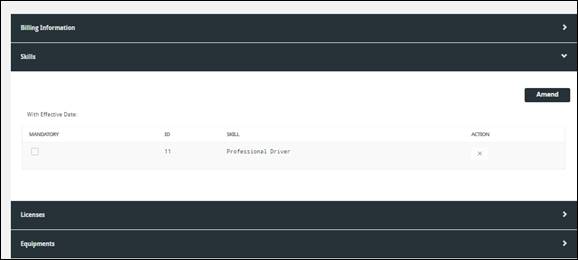 Billing Information
Skills
Amend
With Effective Date:
MANDATORY ID SKILL ACTION
11 Professional Driver ×
Licenses
Equipments